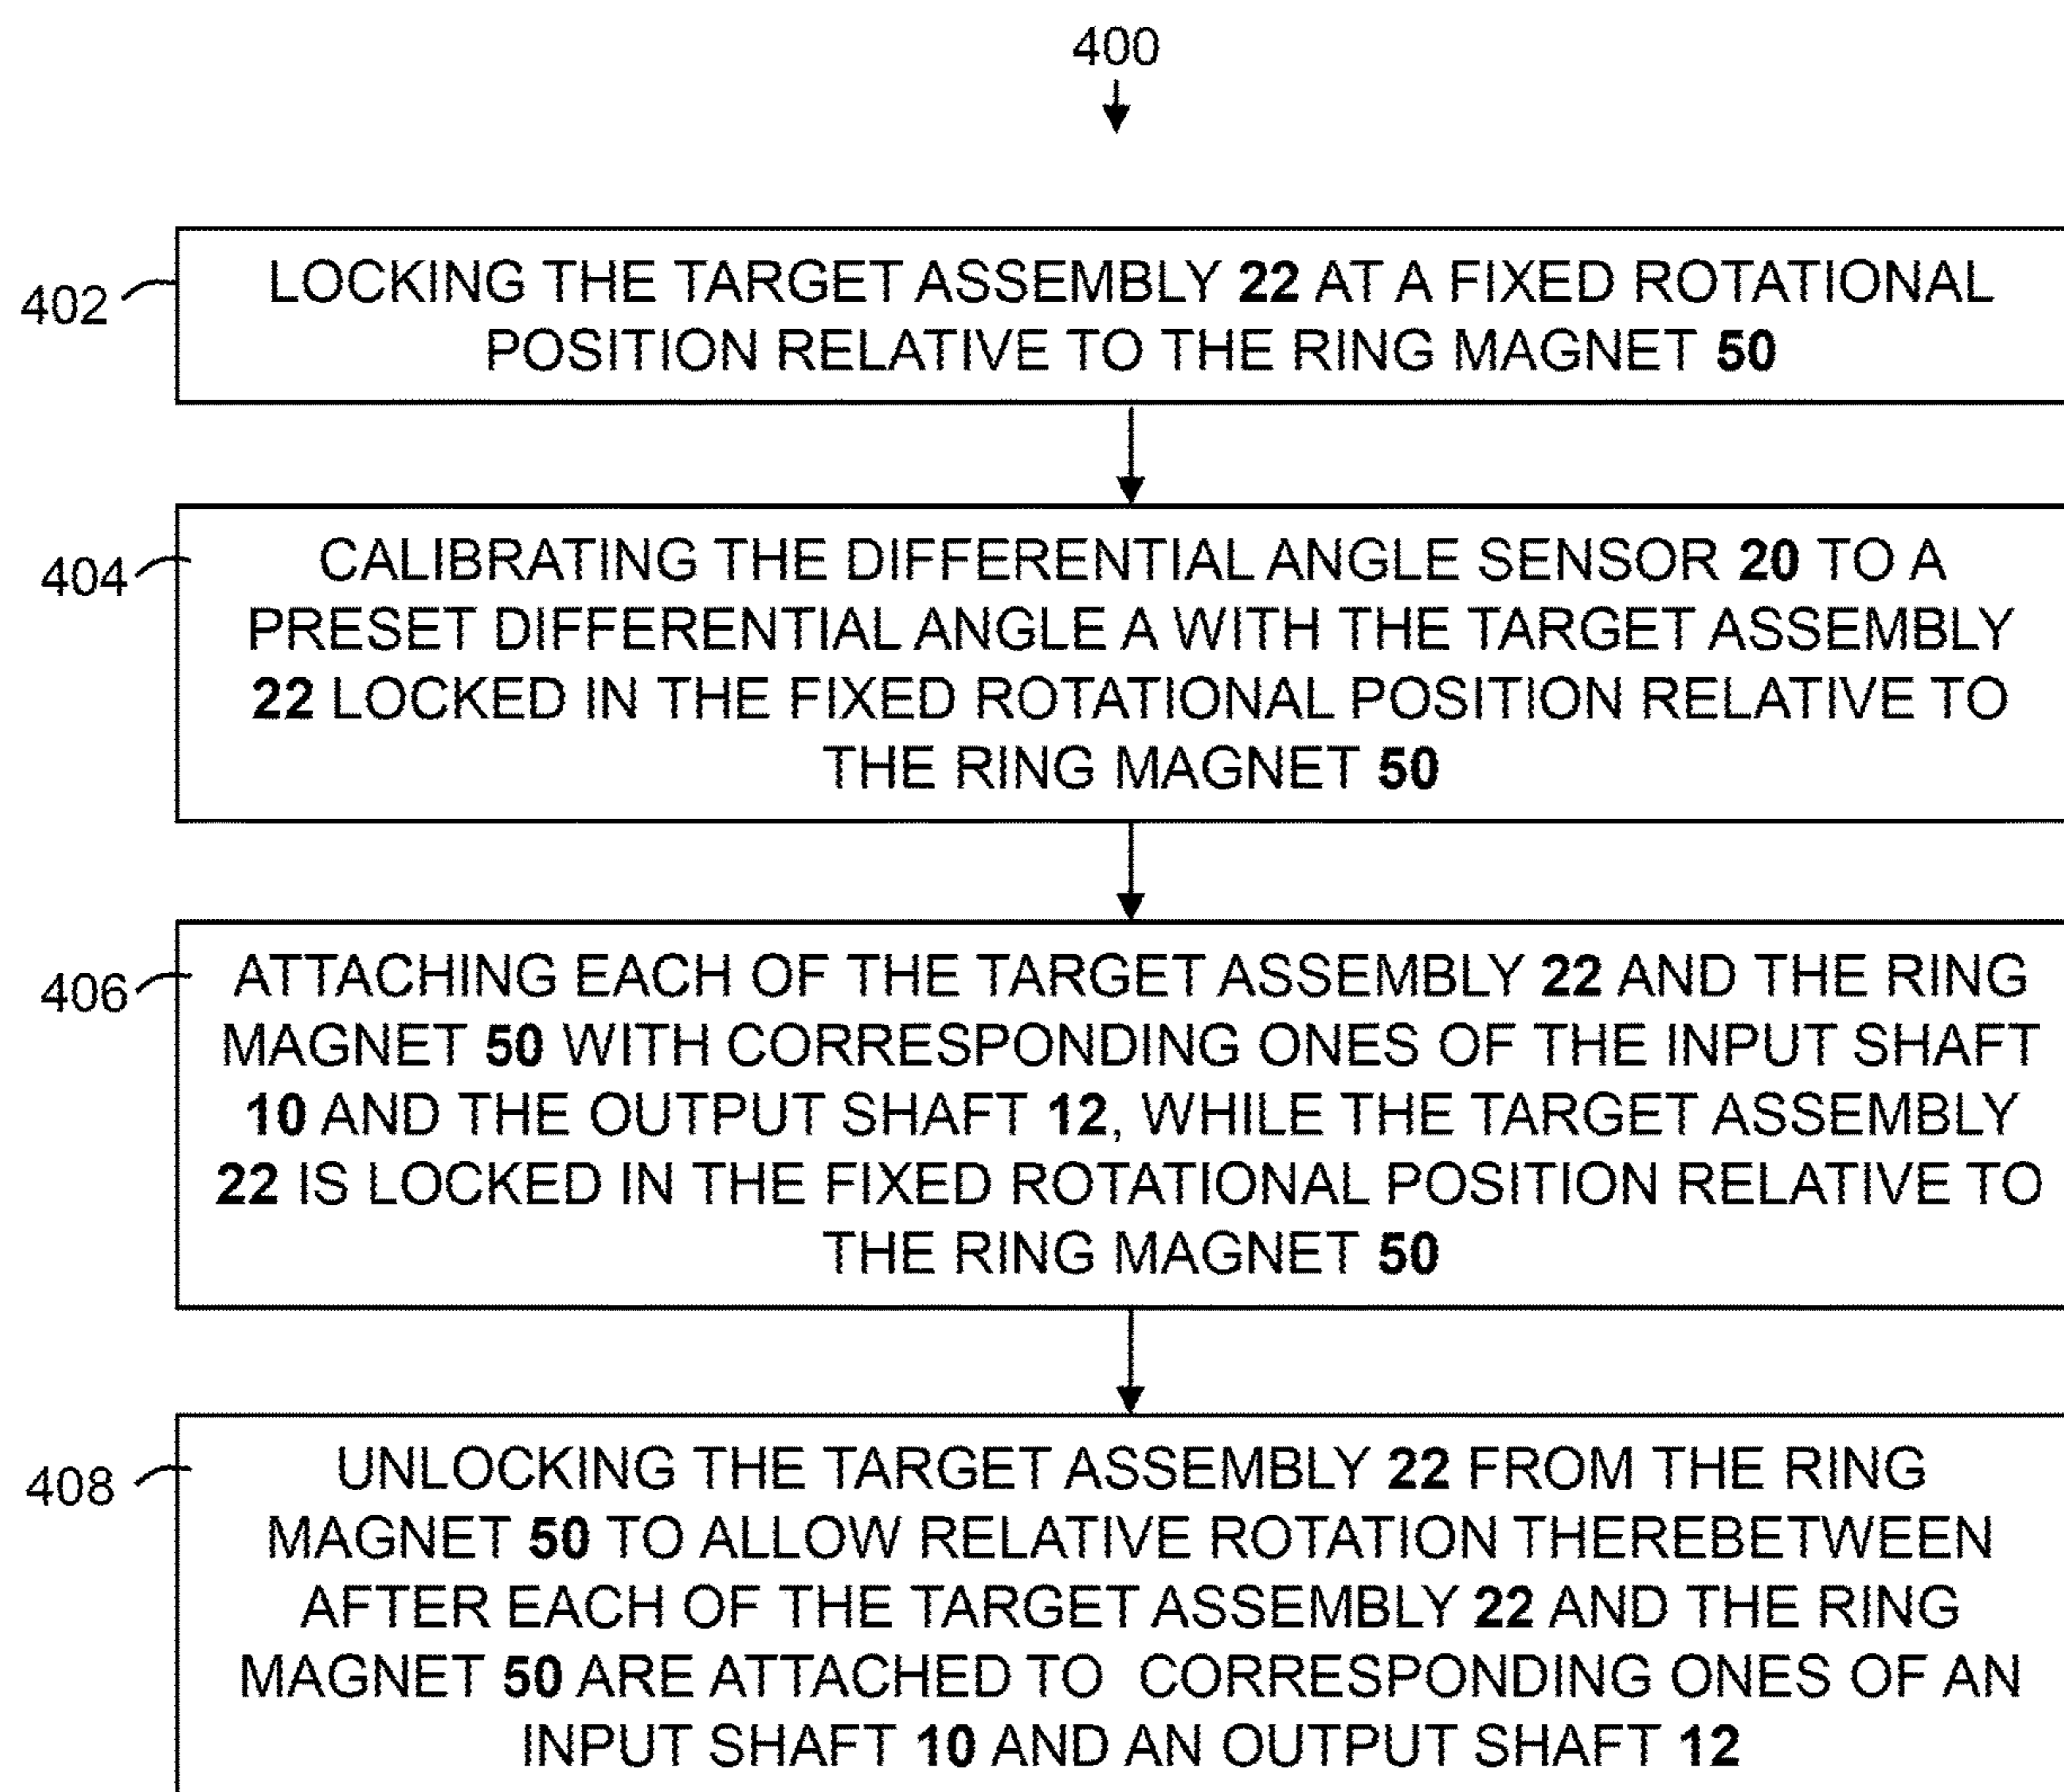 400
402
LOCKING THE TARGET ASSEMBLY 22 AT A FIXED ROTATIONAL
POSITION RELATIVE TO THE RING MAGNET 50
404
CALIBRATING THE DIFFERENTIAL ANGLE SENSOR 20 TO A
PRESET DIFFERENTIAL ANGLE A WITH THE TARGET ASSEMBLY
22 LOCKED IN THE FIXED ROTATIONAL POSITION RELATIVE TO
THE RING MAGNET 50
406
ATTACHING EACH OF THE TARGET ASSEMBLY 22 AND THE RING
MAGNET 50 WITH CORRESPONDING ONES OF THE INPUT SHAFT
10 AND THE OUTPUT SHAFT 12, WHILE THE TARGET ASSEMBLY
22 IS LOCKED IN THE FIXED ROTATIONAL POSITION RELATIVE TO
THE RING MAGNET 50
408
UNLOCKING THE TARGET ASSEMBLY 22 FROM THE RING
MAGNET 50 TO ALLOW RELATIVE ROTATION THEREBETWEEN
AFTER EACH OF THE TARGET ASSEMBLY 22 AND THE RING
MAGNET 50 ARE ATTACHED TO CORRESPONDING ONES OF AN
INPUT SHAFT 10 AND AN OUTPUT SHAFT 12